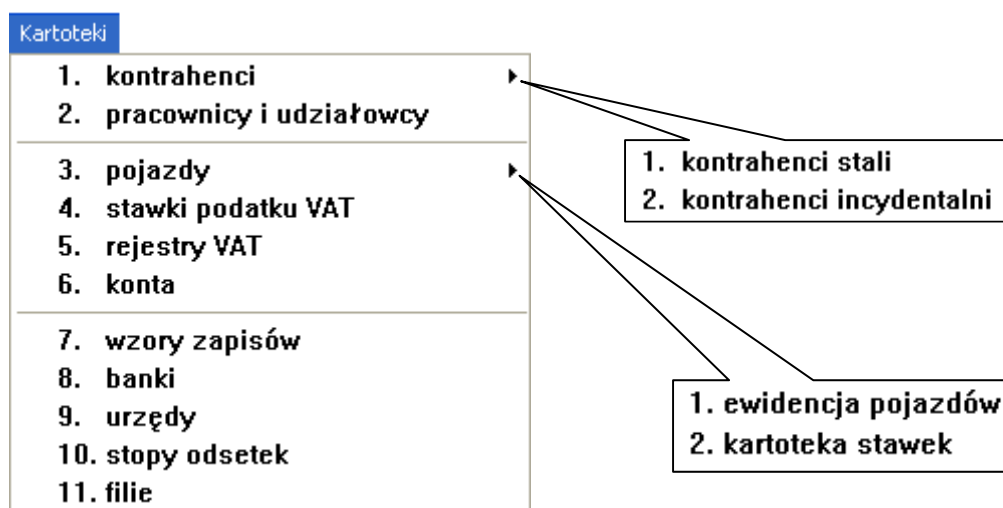 Kartoteki
1. kontrahenci
2. pracownicy i udziałowcy
3. pojazdy
4. stawki podatku VAT
5. rejestry VAT
6. konta
7. wzory zapisów
8. banki
9. urzędy
10. stopy odsetek
11. filie
1. kontrahenci stali
2. kontrahenci incydentalni
1. ewidencja pojazdów
2. kartoteka stawek